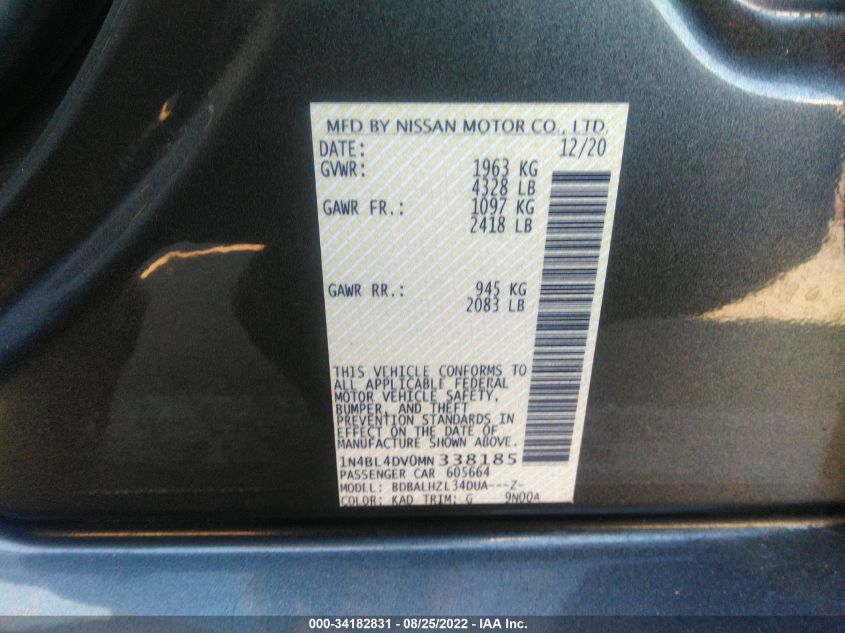 MFD BY NISSAN MOTOR CO., LTD.
DATE: 12/20
GVWR: 1963 KG
4328 LB
GAWR FR.: 1097 KG
2418 LB
GAWR RR.: 945 KG
2083 LB
THIS VEHICLE CONFORMS TO
ALL APPLICABLE FEDERAL
MOTOR VEHICLE SAFETY,
BUMPER, AND THEFT
PREVENTION STANDARDS IN
EFFECT ON THE DATE OF
MANUFACTURE SHOWN ABOVE.
1N4BL4DV0MN338185
PASSENGER CAR 605664
MODEL: BDBALHZL34DUA---Z-
COLOR: KAD TRIM: G 9N00A
000-34182831 - 08/25/2022 - IAA Inc.